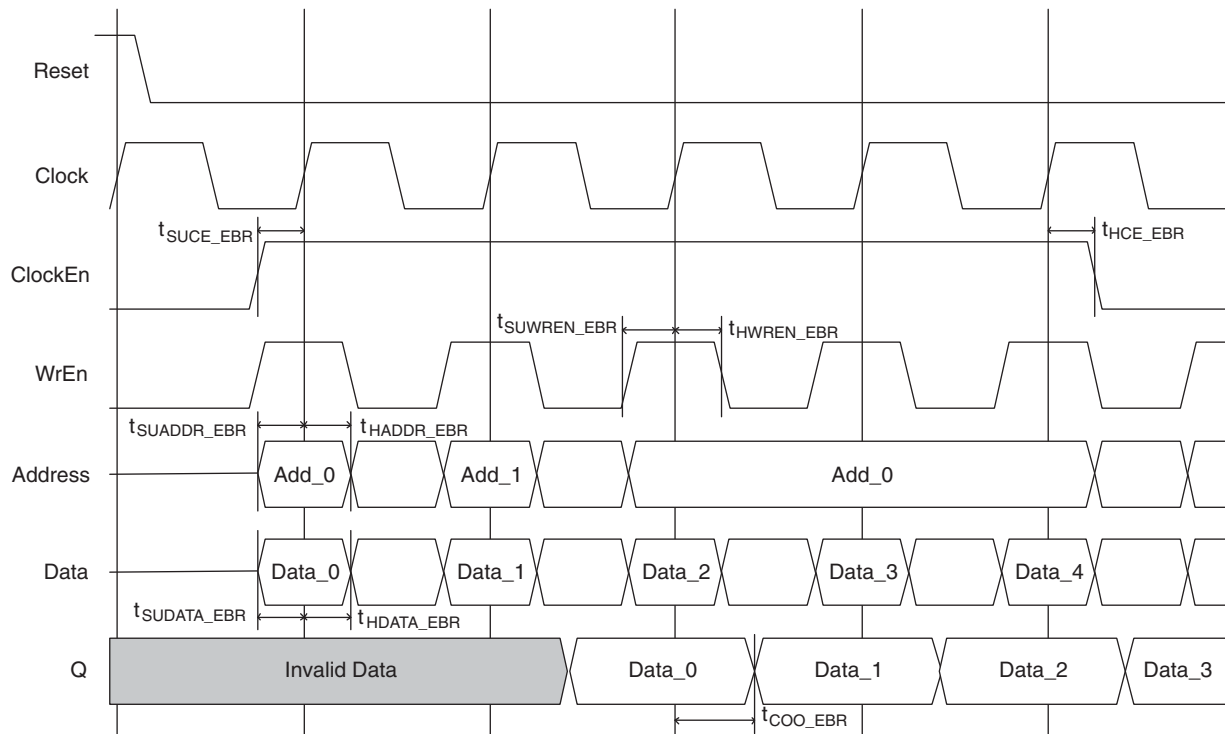 Reset
Clock
tSUCE_EBR
tHCE_EBR
ClockEn
tSUWREN_EBR
tHWREN_EBR
WrEn
tSUADDR_EBR
tHADDR_EBR
Address
Add_0
Add_1
Add_0
Data
Data_0
Data_1
Data_2
Data_3
Data_4
tSUDATA_EBR
tHDATA_EBR
Q
Invalid Data
Data_0
Data_1
Data_2
Data_3
tCOO_EBR